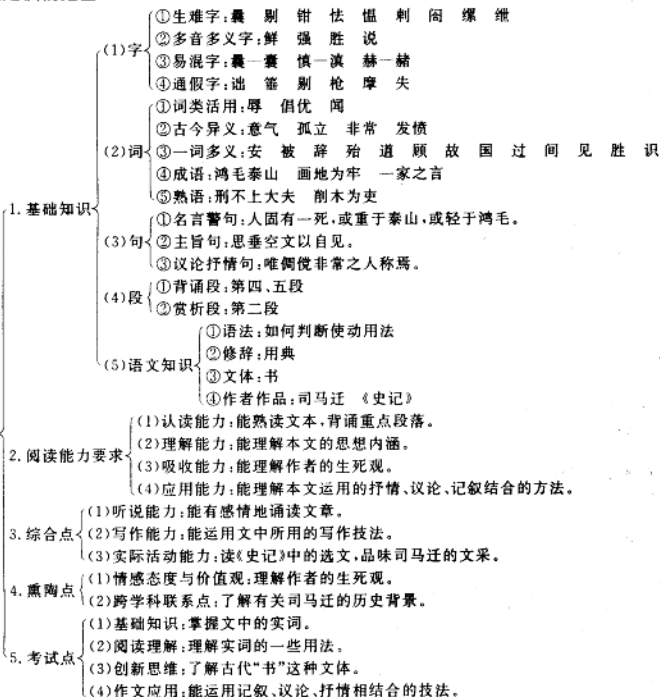 ①生难字:曩 剔 钳 怯 愠 刺 阁 缧 绁
②多音多义字:鲜 强 胜 说
(1)字
③易混字:曩—囊 慎—滇 赫—赭
④通假字:诎 箠 剔 枪 摩 失
①词类活用:辱 倡优 闻
②古今异义:意气 孤立 非常 发愤
(2)词
③一词多义:安 被 辞 殆 道 顾 故 国 过 间 见 胜 识
④成语:鸿毛泰山 画地为牢 一家之言
⑤熟语:刑不上大夫 削木为吏
1.基础知识
①名言警句:人固有一死,或重于泰山,或轻于鸿毛。
(3)句
②主旨句:思垂空文以自见。
③议论抒情句:唯倜傥非常之人称焉。
(4)段
①背诵段:第四、五段
②赏析段:第二段
①语法:如何判断使动用法
②修辞:用典
(5)语文知识
③文体:书
④作者作品:司马迁 《史记》
(1)认读能力:能熟读文本,背诵重点段落。
(2)理解能力:能理解本文的思想内涵。
2.阅读能力要求
(3)吸收能力:能理解作者的生死观。
(4)应用能力:能理解本文运用的抒情、议论、记叙结合的方法。
(1)听说能力:能有感情地诵读文章。
3.综合点
(2)写作能力:能运用文中所用的写作技法。
(3)实际活动能力:读《史记》中的选文,品味司马迁的文采。
4.熏陶点
(1)情感态度与价值观:理解作者的生死观。
(2)跨学科联系点:了解有关司马迁的历史背景。
(1)基础知识:掌握文中的实词。
(2)阅读理解:理解实词的一些用法。
5.考试点
(3)创新思维:了解古代“书”这种文体。
(4)作文应用:能运用记叙、议论、抒情相结合的技法。